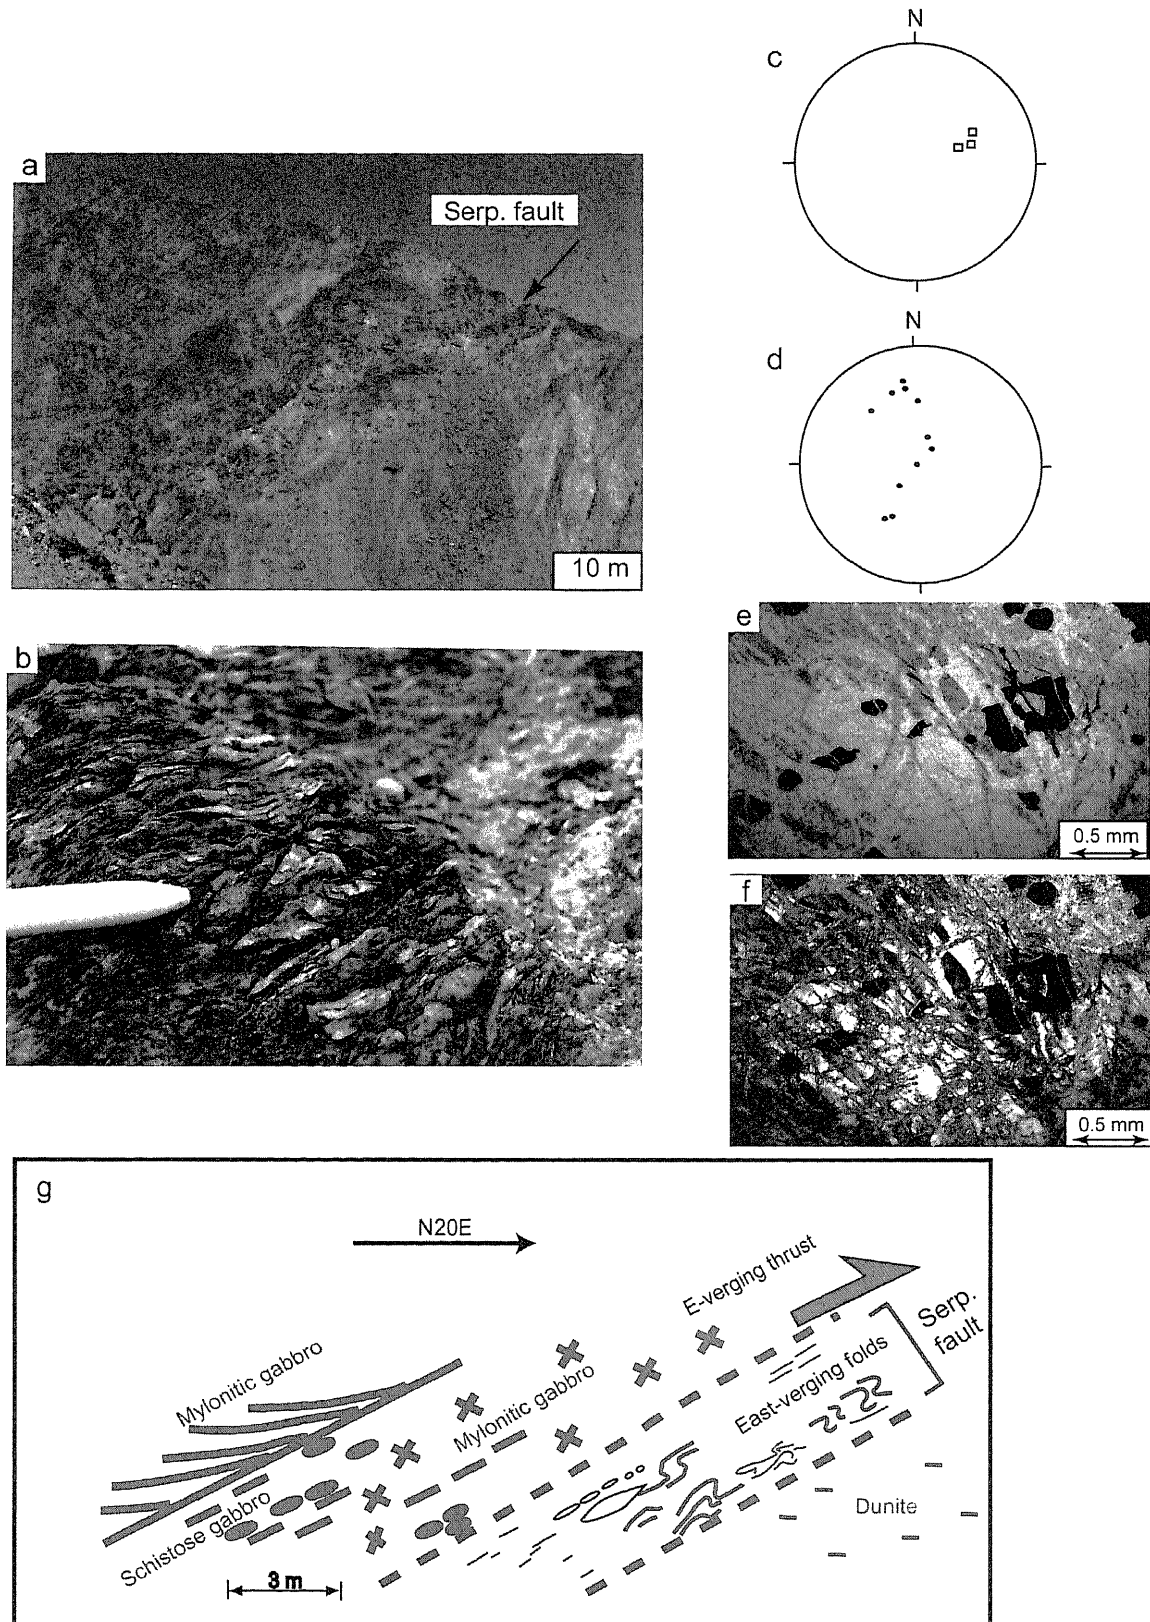 N
c
a
Serp. fault
N
d
10 m
e
b
0.5 mm
f
0.5 mm
g
N20E
E-verging thrust
Serp.
fault
Mylonitic gabbro
Mylonitic gabbro
East-verging folds
Schistose gabbro
Dunite
3 m